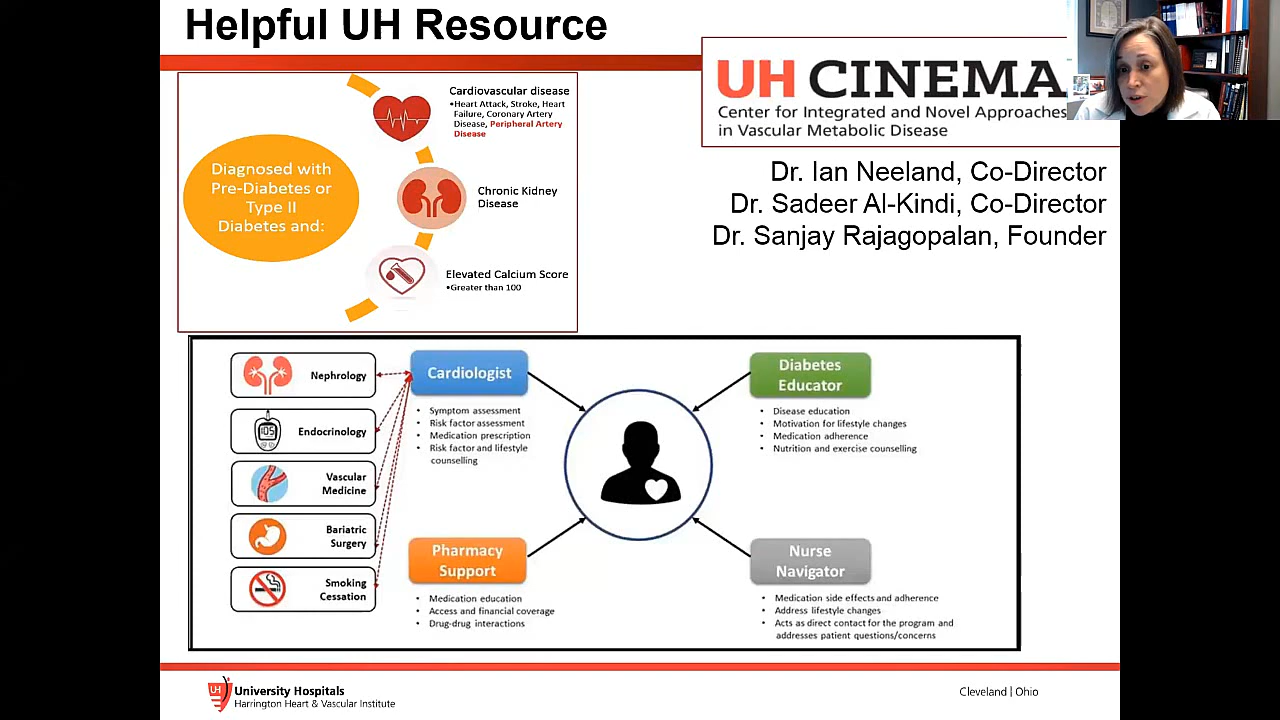 Helpful UH Resource
Diagnosed with
Pre-Diabetes or
Type II
Diabetes and:
Cardiovascular disease
•Heart Attack, Stroke, Heart
Failure, Coronary Artery
Disease, Peripheral Artery
Disease
Chronic Kidney
Disease
Elevated Calcium Score
•Greater than 100
UH CINEMA
Center for Integrated and Novel Approaches
in Vascular Metabolic Disease
Dr. Ian Neeland, Co-Director
Dr. Sadeer Al-Kindi, Co-Director
Dr. Sanjay Rajagopalan, Founder
Nephrology
105
Endocrinology
Vascular
Medicine
Bariatric
Surgery
Smoking
Cessation
Cardiologist
• Symptom assessment
• Risk factor assessment
• Medication prescription
• Risk factor and lifestyle
counselling
Diabetes
Educator
• Disease education
• Motivation for lifestyle changes
• Medication adherence
• Nutrition and exercise counselling
Pharmacy
Support
• Medication education
• Access and financial coverage
• Drug-drug interactions
Nurse
Navigator
• Medication side effects and adherence
• Address lifestyle changes
• Acts as direct contact for the program and
addresses patient questions/concerns
UH
University Hospitals
Harrington Heart & Vascular Institute
Cleveland | Ohio